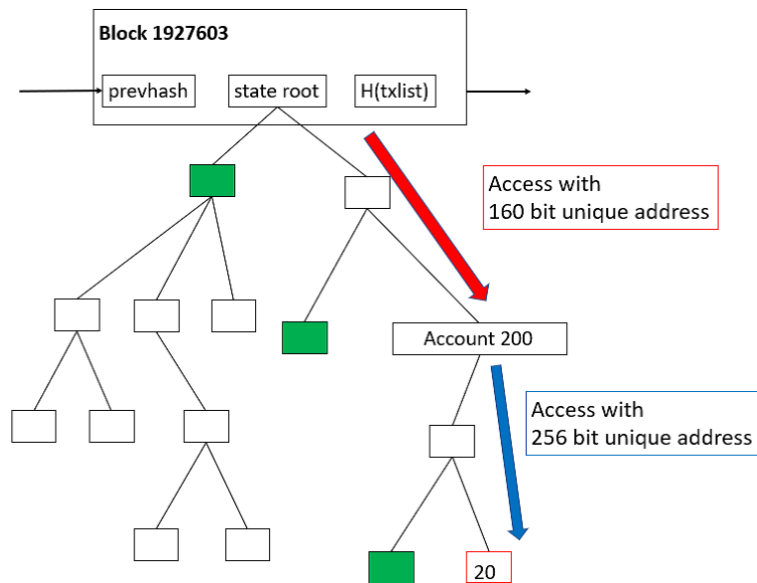 Block 1927603
prevhash
state root
H(txlist)
Access with
160 bit unique address
Account 200
Access with
256 bit unique address
20